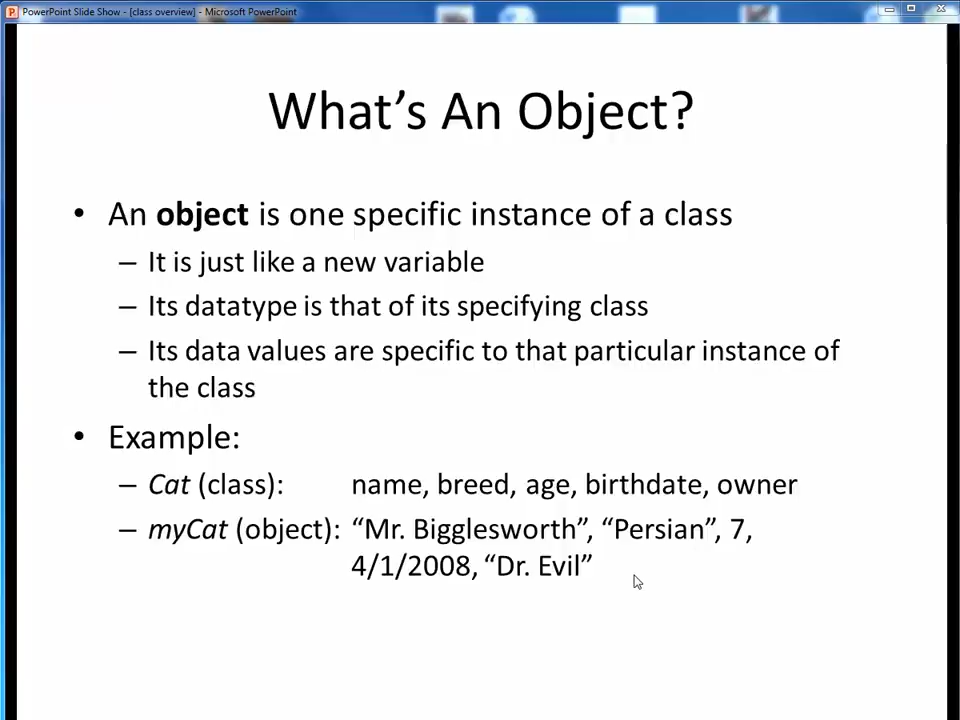 PowerPoint Slide Show - [class overview] - Microsoft PowerPoint
What's An Object?
• An object is one specific instance of a class
– It is just like a new variable
– Its datatype is that of its specifying class
– Its data values are specific to that particular instance of
the class
• Example:
– Cat (class): name, breed, age, birthdate, owner
– myCat (object): “Mr. Bigglesworth”, “Persian”, 7,
4/1/2008, “Dr. Evil”